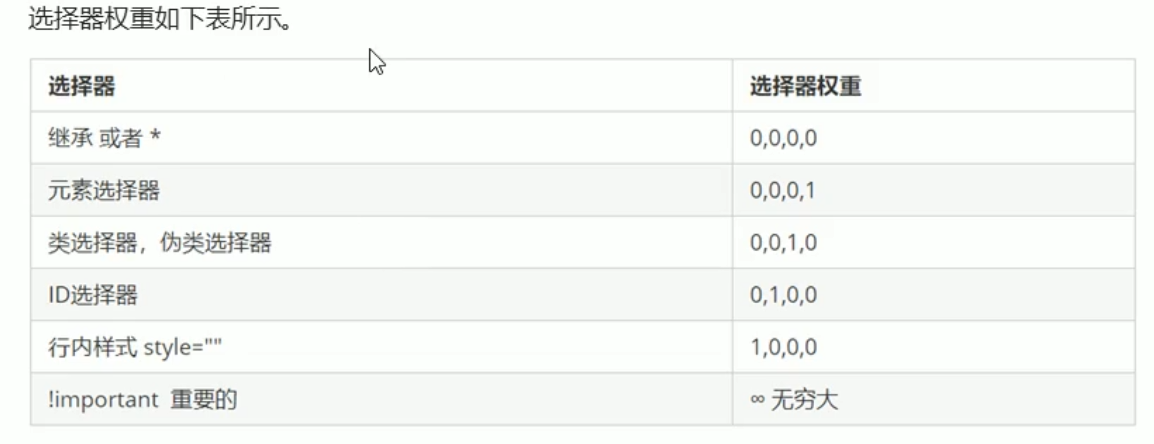 选择器权重如下表所示。
选择器 选择器权重
继承 或者 * 0,0,0,0
元素选择器 0,0,0,1
类选择器，伪类选择器 0,0,1,0
ID选择器 0,1,0,0
行内样式 style="" 1,0,0,0
!important 重要的 ∞ 无穷大